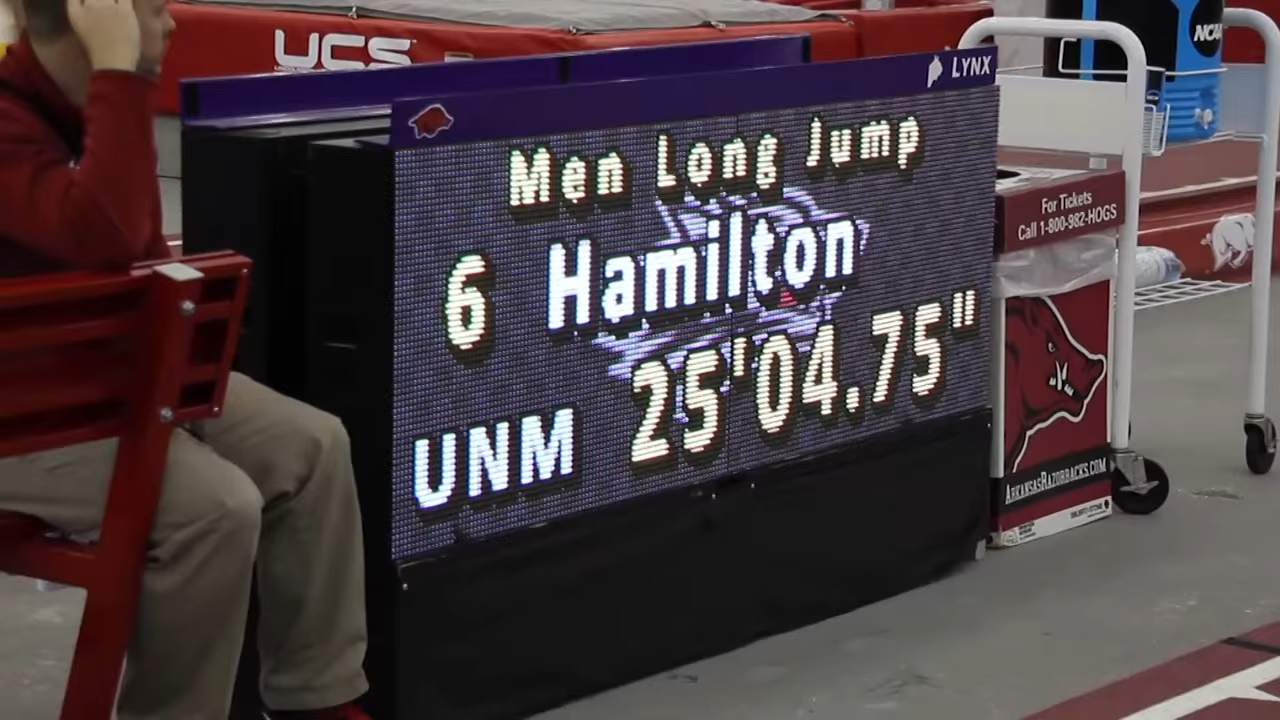 UCS
NCAA
LYNX
Men Long Jump
6 Hamilton
UNM 25'04.75"
For Tickets
Call 1-800-982-HOGS
ARKANSASRAZORBACKS.COM